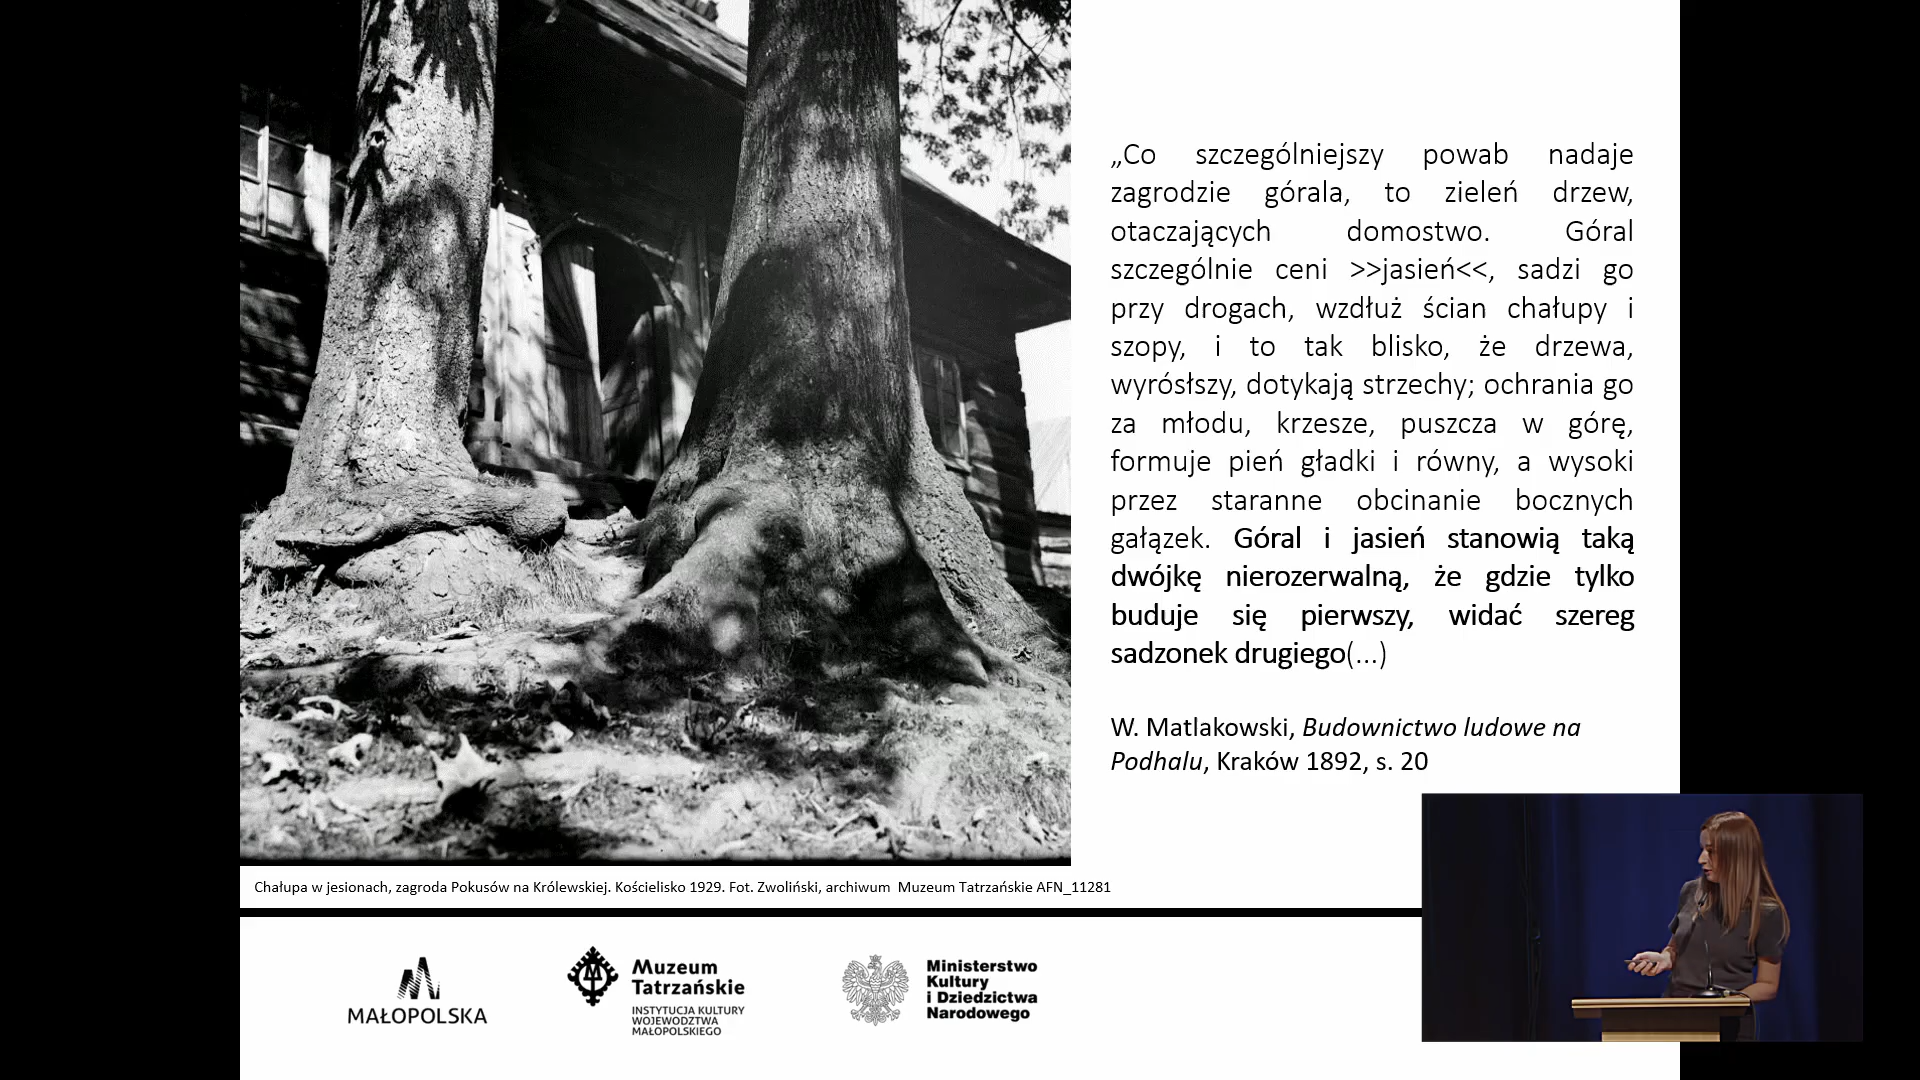 „Co szczególniejszy powab nadaje
zagrodzie górala, to zieleń drzew,
otaczających domostwo. Góral
szczególnie ceni >>jasień<<, sadzi go
przy drogach, wzdłuż ścian chałupy i
szopy, i to tak blisko, że drzewa,
wyrósłszy, dotykają strzechy; ochrania go
za młodu, krzesze, puszcza w górę,
formuje pień gładki i równy, a wysoki
przez staranne obcinanie bocznych
gałązek. Góral i jasień stanowią taką
dwójkę nierozerwalną, że gdzie tylko
buduje się pierwszy, widać szereg
sadzonek drugiego(...)
W. Matlakowski, Budownictwo ludowe na
Podhalu, Kraków 1892, s. 20
Chałupa w jesionach, zagroda Pokusów na Królewskiej. Kościelisko 1929. Fot. Zwoliński, archiwum Muzeum Tatrzańskie AFN_11281
MAŁOPOLSKA
Muzeum
Tatrzańskie
INSTYTUCJA KULTURY
WOJEWÓDZTWA
MAŁOPOLSKIEGO
Ministerstwo
Kultury
i Dziedzictwa
Narodowego